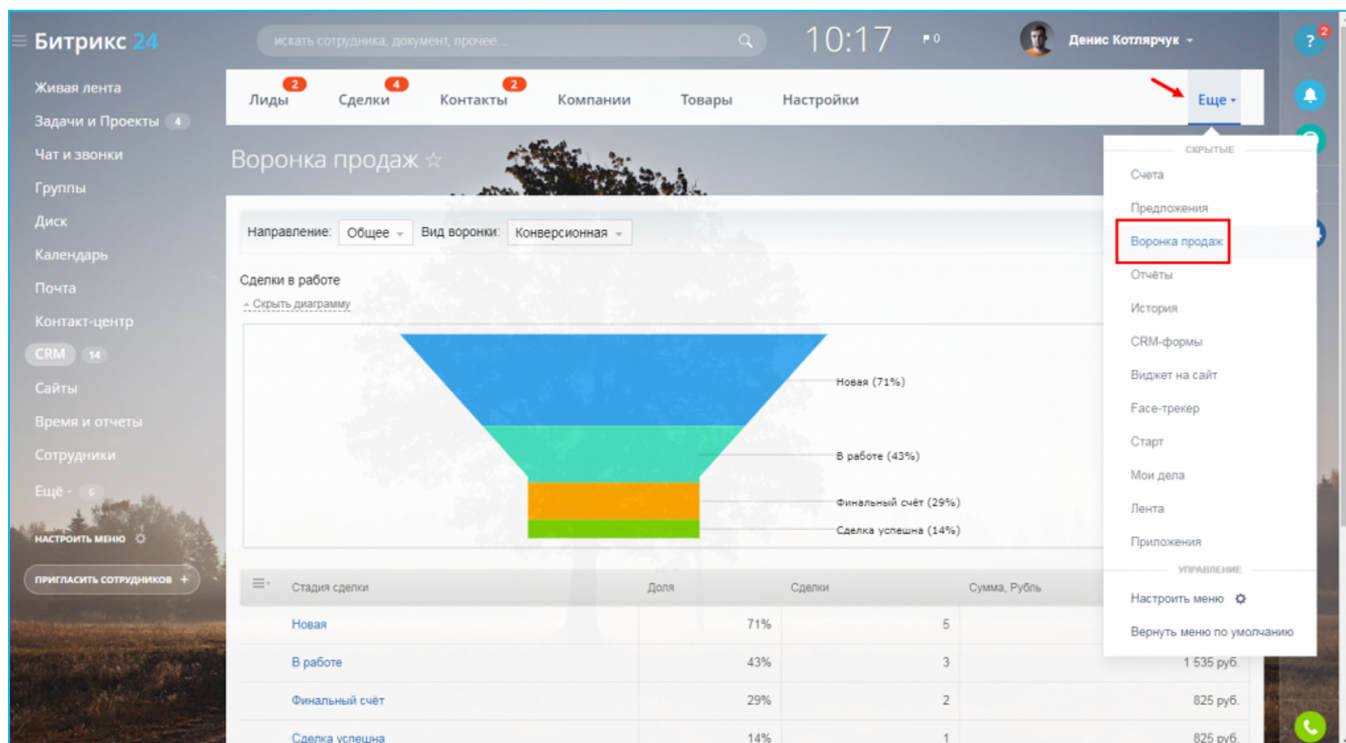 Битрикс 24
искать сотрудника, документ, прочее...
10:17
0
Денис Котлярчук
?
2
Живая лента
Задачи и Проекты 4
Чат и звонки
Группы
Диск
Календарь
Почта
Контакт-центр
CRM 14
Сайты
Время и отчеты
Сотрудники
Ещё - 6
НАСТРОИТЬ МЕНЮ
ПРИГЛАСИТЬ СОТРУДНИКОВ +
Лиды 2
Сделки 4
Контакты 2
Компании
Товары
Настройки
Еще
Воронка продаж
Направление: Общее
Вид воронки: Конверсионная
Сделки в работе
Скрыть диаграмму
Новая (71%)
В работе (43%)
Финальный счёт (29%)
Сделка успешна (14%)
Стадия сделки Доля Сделки Сумма, Рубль
Новая 71% 5
В работе 43% 3 1 535 руб.
Финальный счёт 29% 2 825 руб.
Сделка успешна 14% 1 825 руб.
СКРЫТЫЕ
Счета
Предложения
Воронка продаж
Отчёты
История
CRM-формы
Виджет на сайт
Face-трекер
Старт
Мои дела
Лента
Приложения
УПРАВЛЕНИЕ
Настроить меню
Вернуть меню по умолчанию